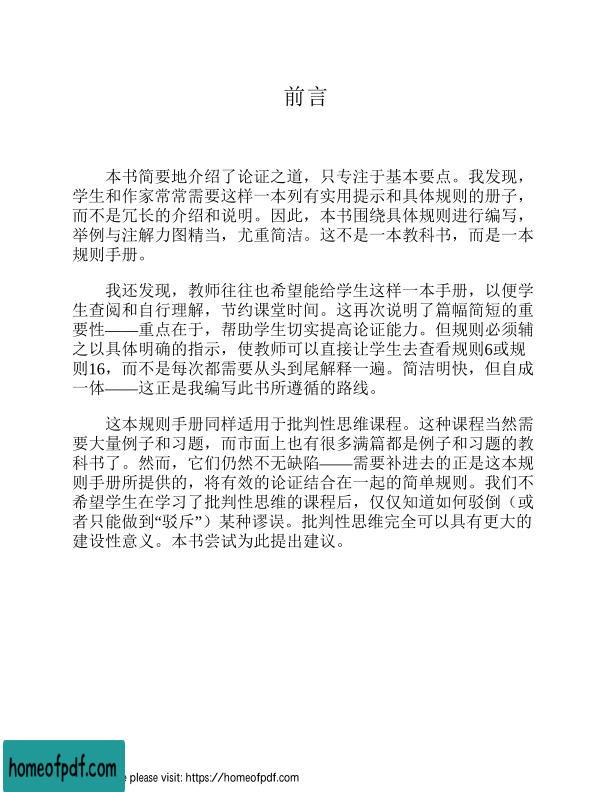 前言
本书简要地介绍了论证之道，只专注于基本要点。我发现，
学生和作家常常需要这样一本列有实用提示和具体规则的册子，
而不是冗长的介绍和说明。因此，本书围绕具体规则进行编写，
举例与注解力图精当，尤重简洁。这不是一本教科书，而是一本
规则手册。
我还发现，教师往往也希望能给学生这样一本手册，以便学
生查阅和自行理解，节约课堂时间。这再次说明了篇幅简短的重
要性——重点在于，帮助学生切实提高论证能力。但规则必须辅
之以具体明确的指示，使教师可以直接让学生去查看规则6或规
则16，而不是每次都需要从头到尾解释一遍。简洁明快，但自成
一体——这正是我编写此书所遵循的路线。
这本规则手册同样适用于批判性思维课程。这种课程当然需
要大量例子和习题，而市面上也有很多满篇都是例子和习题的教
科书了。然而，它们仍然不无缺陷——需要补进去的正是这本规
则手册所提供的，将有效的论证结合在一起的简单规则。我们不
希望学生在学习了批判性思维的课程后，仅仅知道如何驳倒（或
者只能做到“驳斥”）某种谬误。批判性思维完全可以具有更大的
建设性意义。本书尝试为此提出建议。
homeofpdf.com
please visit: https://homeofpdf.com